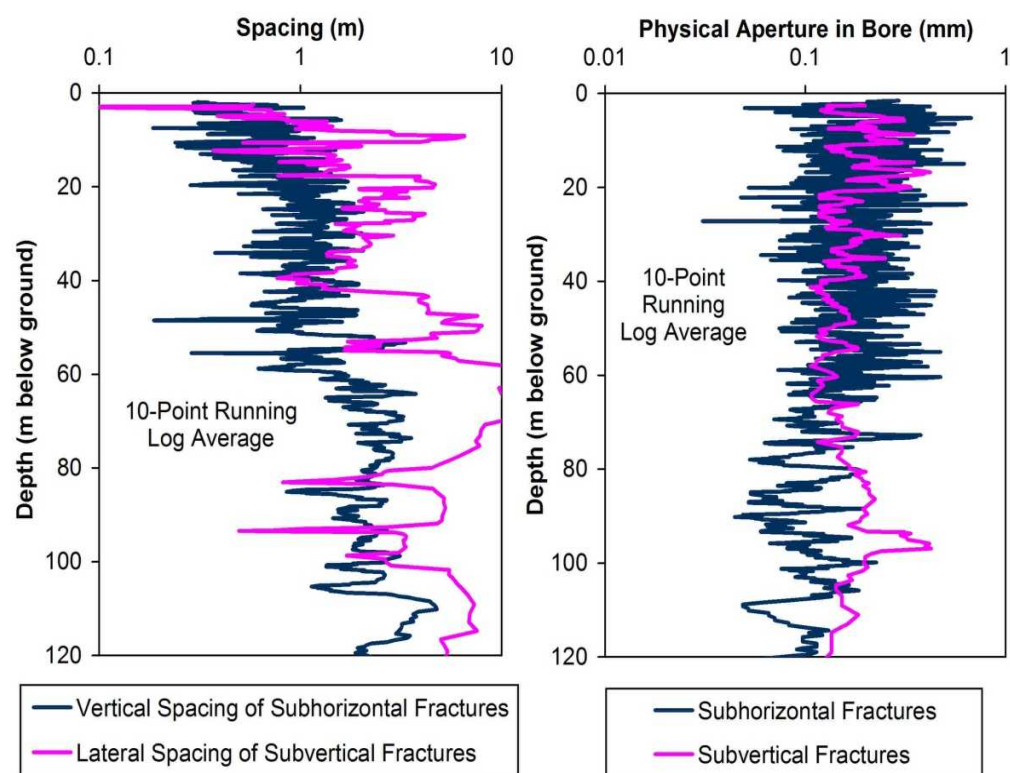 Spacing (m)
0.1 1 10
0
20
40
60
80
100
120
Depth (m below ground)
10-Point Running
Log Average
Vertical Spacing of Subhorizontal Fractures
Lateral Spacing of Subvertical Fractures
Physical Aperture in Bore (mm)
0.01 0.1 1
0
20
40
60
80
100
120
Depth (m below ground)
10-Point
Running
Log Average
Subhorizontal Fractures
Subvertical Fractures